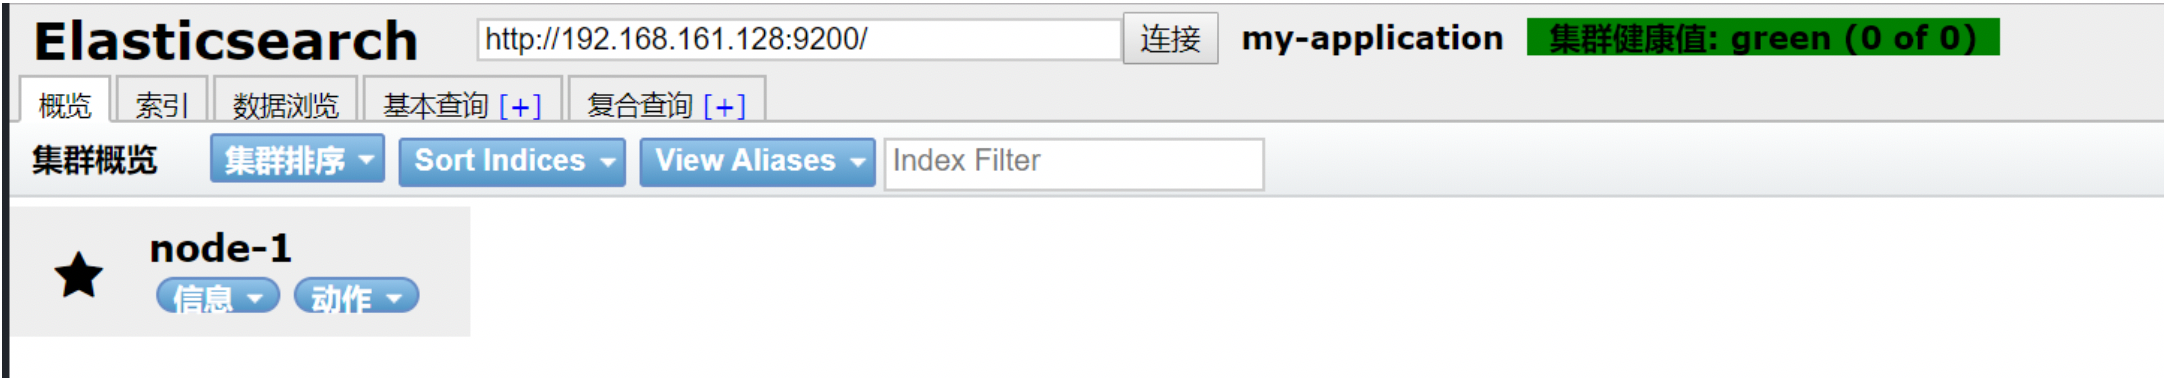 Elasticsearch http://192.168.161.128:9200/ 连接 my-application 集群健康值: green (0 of 0)
概览 索引 数据浏览 基本查询 [+] 复合查询 [+]
集群概览 集群排序 Sort Indices View Aliases Index Filter
node-1
信息 动作